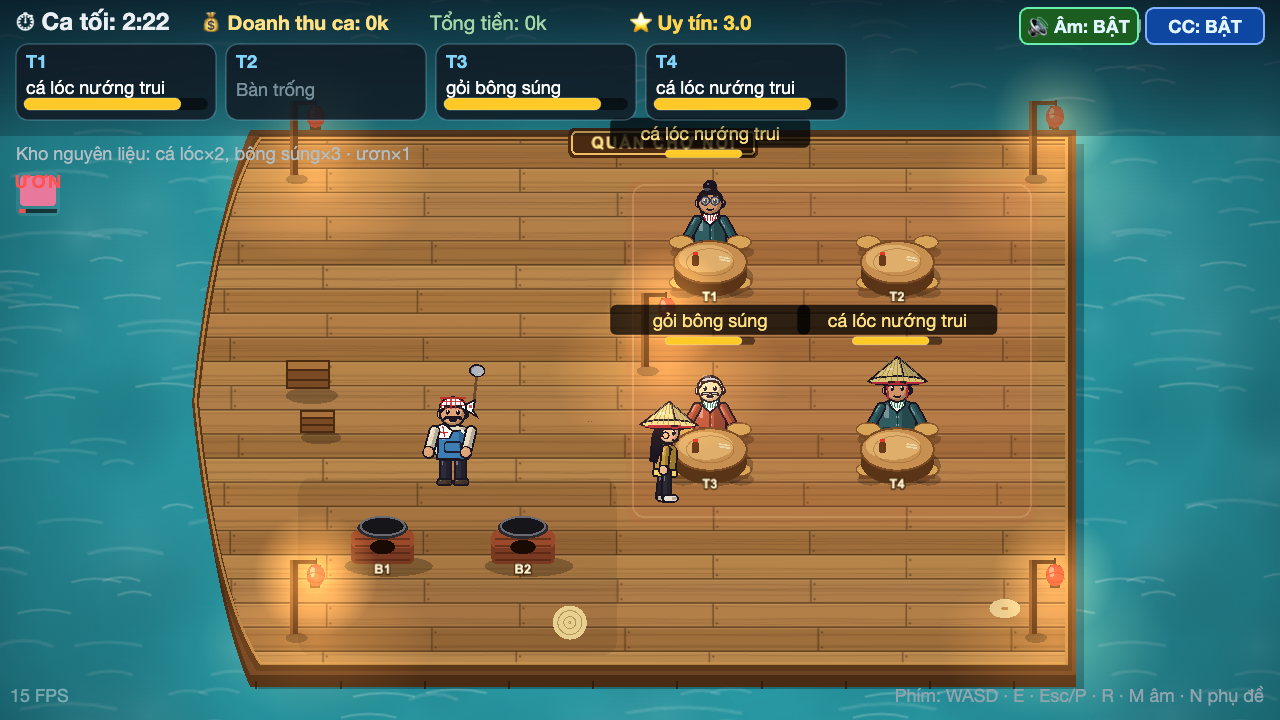 Ca tối: 2:22
Doanh thu ca: 0k
Tổng tiền: 0k
Uy tín: 3.0
Âm: BẬT
CC: BẬT
T1
cá lóc nướng trui
T2
Bàn trống
T3
gỏi bông súng
T4
cá lóc nướng trui
cá lóc nướng trui
QUÁN CHỢ NỔI
Kho nguyên liệu: cá lóc×2, bông súng×3 · ươn×1
ƯƠN
T1
T2
gỏi bông súng
cá lóc nướng trui
T3
T4
B1
B2
15 FPS
Phím: WASD · E · Esc/P · R · M âm · N phụ đề